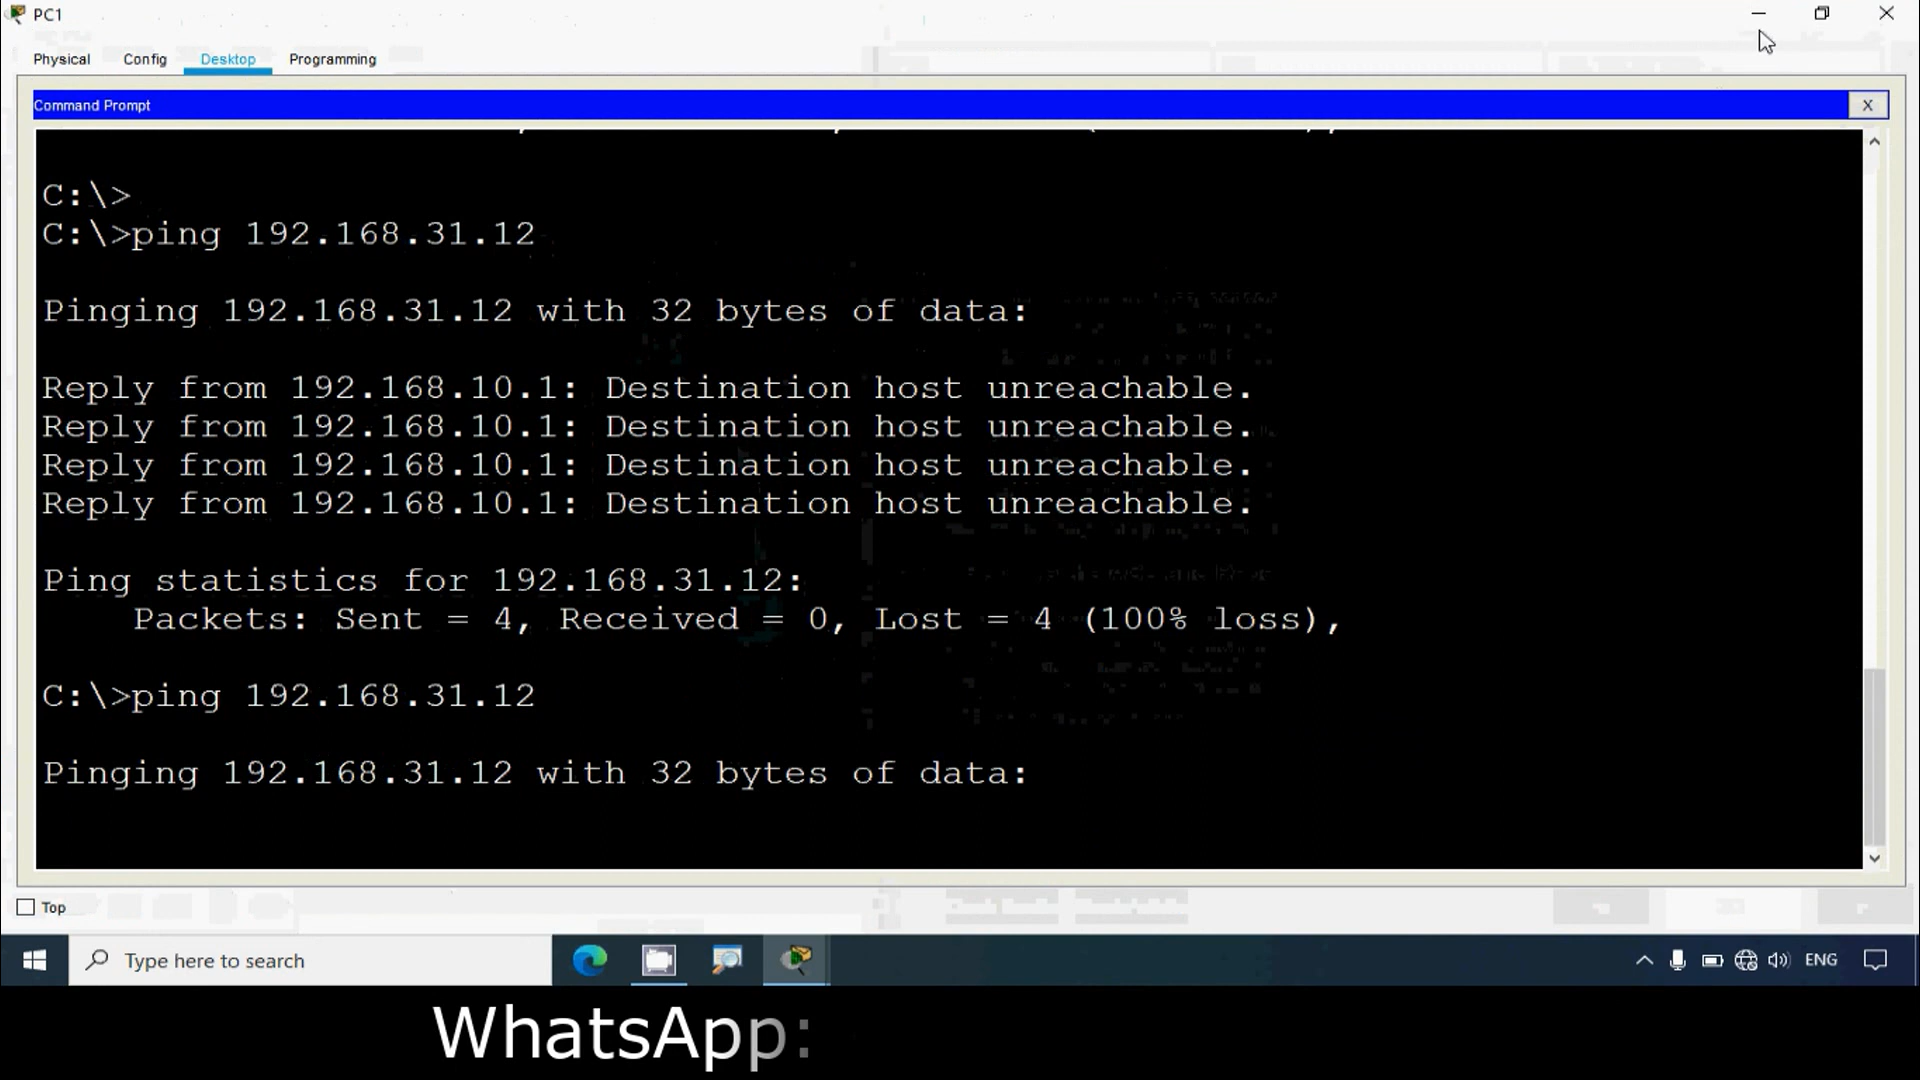 PC1
Physical Config Desktop Programming
Command Prompt
X
C:\>
C:\>ping 192.168.31.12
Pinging 192.168.31.12 with 32 bytes of data:
Reply from 192.168.10.1: Destination host unreachable.
Reply from 192.168.10.1: Destination host unreachable.
Reply from 192.168.10.1: Destination host unreachable.
Reply from 192.168.10.1: Destination host unreachable.
Ping statistics for 192.168.31.12:
Packets: Sent = 4, Received = 0, Lost = 4 (100% loss),
C:\>ping 192.168.31.12
Pinging 192.168.31.12 with 32 bytes of data:
Top
Type here to search
ENG
WhatsApp: